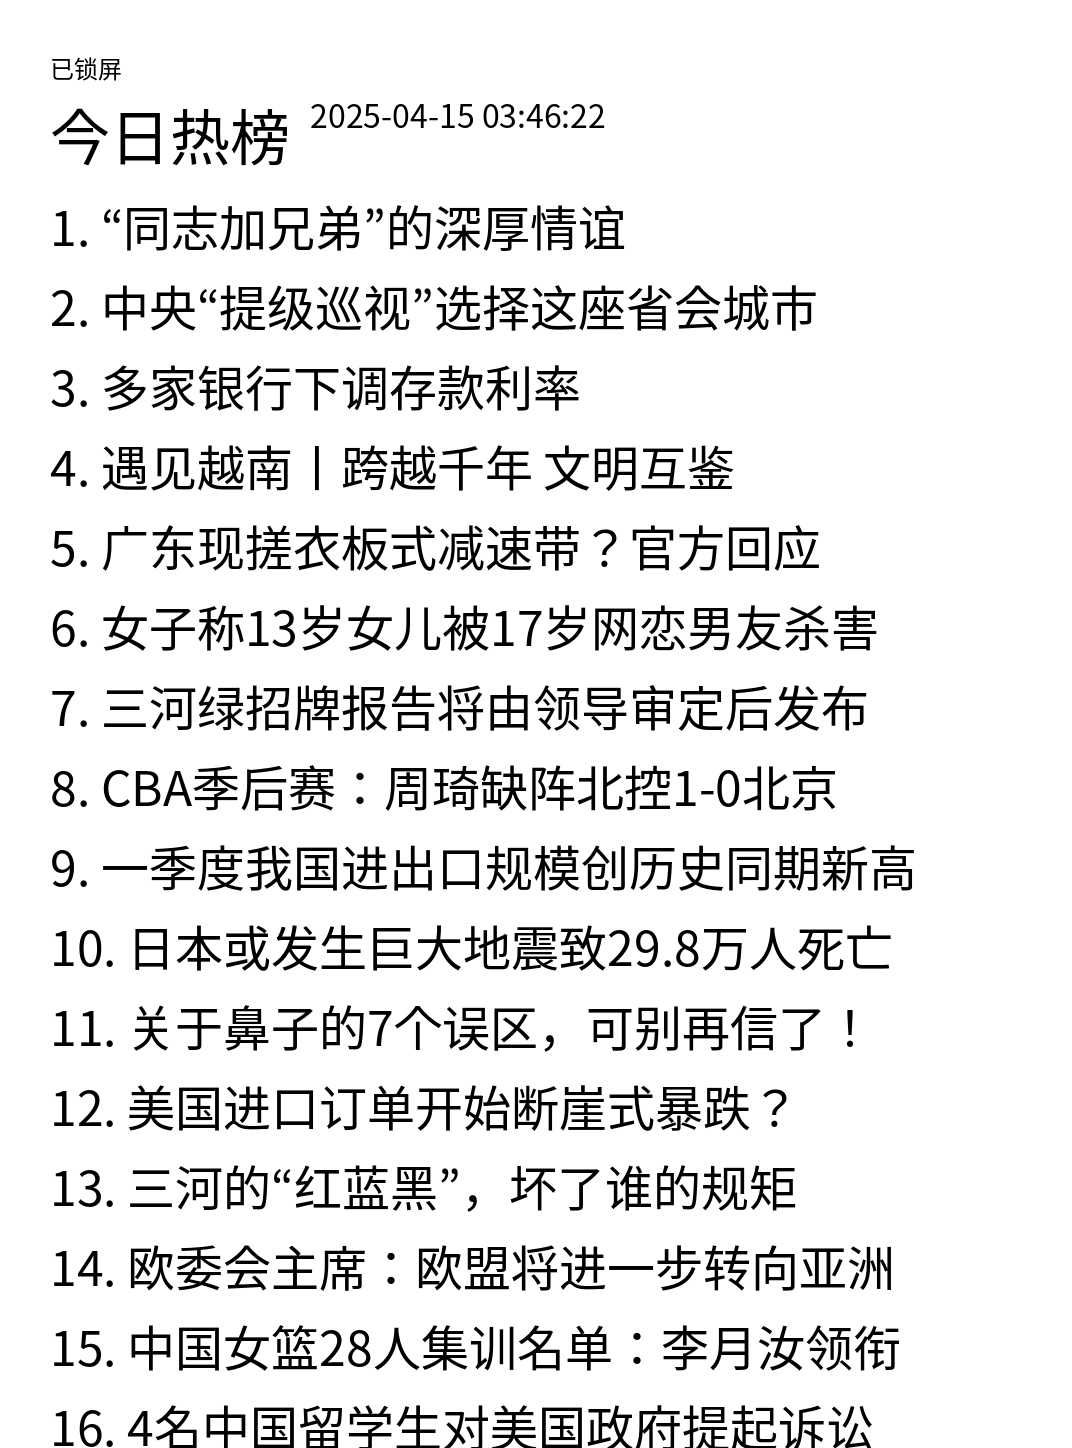 已锁屏
今日热榜 2025-04-15 03:46:22
1. “同志加兄弟”的深厚情谊
2. 中央“提级巡视”选择这座省会城市
3. 多家银行下调存款利率
4. 遇见越南丨跨越千年 文明互鉴
5. 广东现搓衣板式减速带？官方回应
6. 女子称13岁女儿被17岁网恋男友杀害
7. 三河绿招牌报告将由领导审定后发布
8. CBA季后赛：周琦缺阵北控1-0北京
9. 一季度我国进出口规模创历史同期新高
10. 日本或发生巨大地震致29.8万人死亡
11. 关于鼻子的7个误区，可别再信了！
12. 美国进口订单开始断崖式暴跌？
13. 三河的“红蓝黑”，坏了谁的规矩
14. 欧委会主席：欧盟将进一步转向亚洲
15. 中国女篮28人集训名单：李月汝领衔
16. 4名中国留学生对美国政府提起诉讼